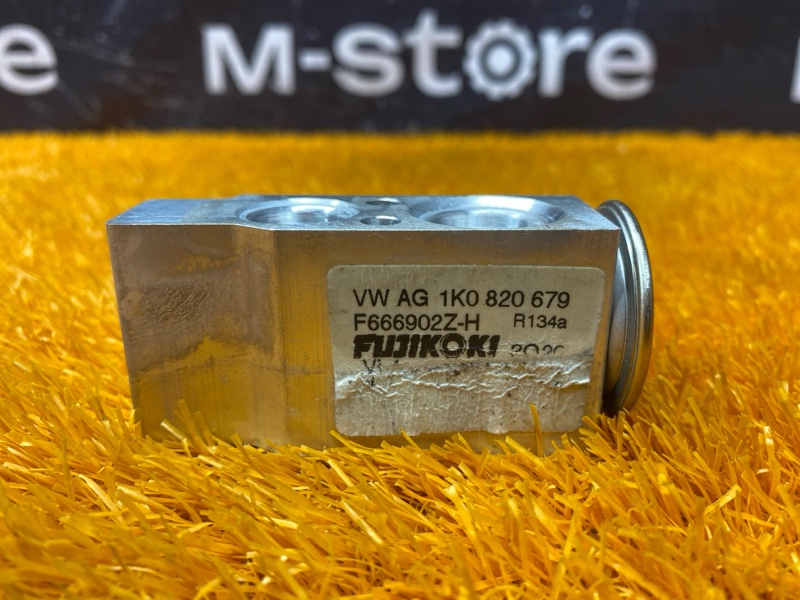 e M-store
VW AG 1K0 820 679
F666902Z-H R134a
FUJIKOKI